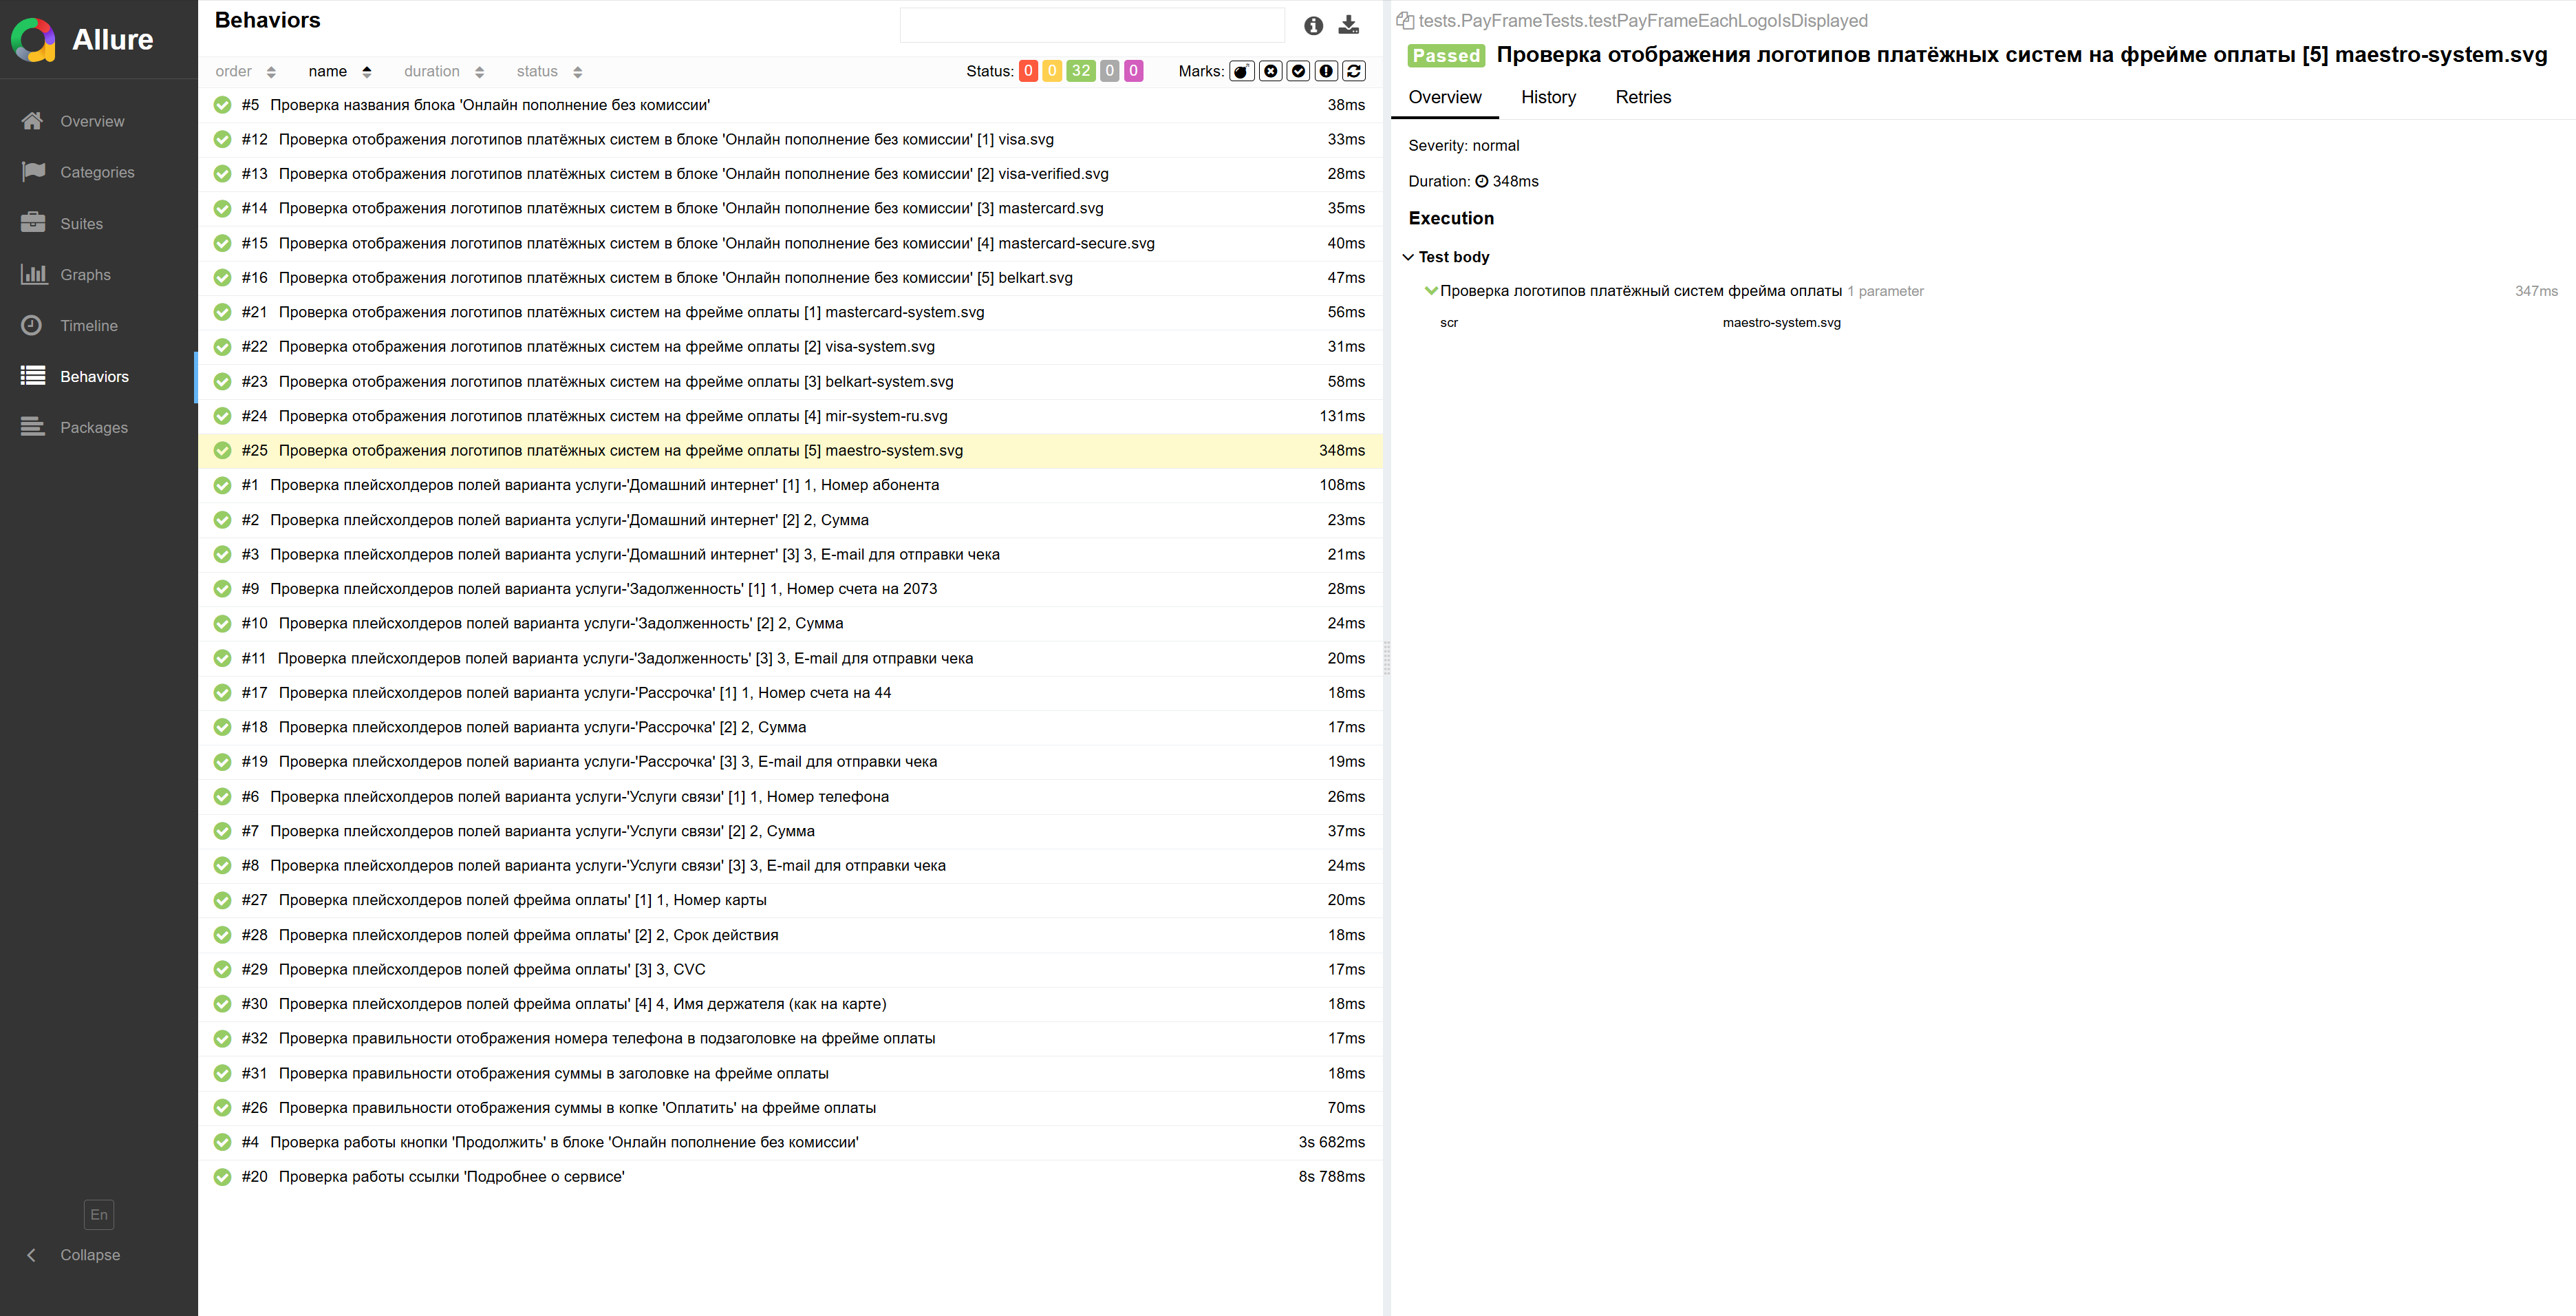 Allure
Overview
Categories
Suites
Graphs
Timeline
Behaviors
Packages
En
Collapse
Behaviors
order name duration status Status: 0 0 32 0 0 Marks:
#5 Проверка названия блока 'Онлайн пополнение без комиссии' 38ms
#12 Проверка отображения логотипов платёжных систем в блоке 'Онлайн пополнение без комиссии' [1] visa.svg 33ms
#13 Проверка отображения логотипов платёжных систем в блоке 'Онлайн пополнение без комиссии' [2] visa-verified.svg 28ms
#14 Проверка отображения логотипов платёжных систем в блоке 'Онлайн пополнение без комиссии' [3] mastercard.svg 35ms
#15 Проверка отображения логотипов платёжных систем в блоке 'Онлайн пополнение без комиссии' [4] mastercard-secure.svg 40ms
#16 Проверка отображения логотипов платёжных систем в блоке 'Онлайн пополнение без комиссии' [5] belkart.svg 47ms
#21 Проверка отображения логотипов платёжных систем на фрейме оплаты [1] mastercard-system.svg 56ms
#22 Проверка отображения логотипов платёжных систем на фрейме оплаты [2] visa-system.svg 31ms
#23 Проверка отображения логотипов платёжных систем на фрейме оплаты [3] belkart-system.svg 58ms
#24 Проверка отображения логотипов платёжных систем на фрейме оплаты [4] mir-system-ru.svg 131ms
#25 Проверка отображения логотипов платёжных систем на фрейме оплаты [5] maestro-system.svg 348ms
#1 Проверка плейсхолдеров полей варианта услуги-'Домашний интернет' [1] 1, Номер абонента 108ms
#2 Проверка плейсхолдеров полей варианта услуги-'Домашний интернет' [2] 2, Сумма 23ms
#3 Проверка плейсхолдеров полей варианта услуги-'Домашний интернет' [3] 3, E-mail для отправки чека 21ms
#9 Проверка плейсхолдеров полей варианта услуги-'Задолженность' [1] 1, Номер счета на 2073 28ms
#10 Проверка плейсхолдеров полей варианта услуги-'Задолженность' [2] 2, Сумма 24ms
#11 Проверка плейсхолдеров полей варианта услуги-'Задолженность' [3] 3, E-mail для отправки чека 20ms
#17 Проверка плейсхолдеров полей варианта услуги-'Рассрочка' [1] 1, Номер счета на 44 18ms
#18 Проверка плейсхолдеров полей варианта услуги-'Рассрочка' [2] 2, Сумма 17ms
#19 Проверка плейсхолдеров полей варианта услуги-'Рассрочка' [3] 3, E-mail для отправки чека 19ms
#6 Проверка плейсхолдеров полей варианта услуги-'Услуги связи' [1] 1, Номер телефона 26ms
#7 Проверка плейсхолдеров полей варианта услуги-'Услуги связи' [2] 2, Сумма 37ms
#8 Проверка плейсхолдеров полей варианта услуги-'Услуги связи' [3] 3, E-mail для отправки чека 24ms
#27 Проверка плейсхолдеров полей фрейма оплаты' [1] 1, Номер карты 20ms
#28 Проверка плейсхолдеров полей фрейма оплаты' [2] 2, Срок действия 18ms
#29 Проверка плейсхолдеров полей фрейма оплаты' [3] 3, CVC 17ms
#30 Проверка плейсхолдеров полей фрейма оплаты' [4] 4, Имя держателя (как на карте) 18ms
#32 Проверка правильности отображения номера телефона в подзаголовке на фрейме оплаты 17ms
#31 Проверка правильности отображения суммы в заголовке на фрейме оплаты 18ms
#26 Проверка правильности отображения суммы в копке 'Оплатить' на фрейме оплаты 70ms
#4 Проверка работы кнопки 'Продолжить' в блоке 'Онлайн пополнение без комиссии' 3s 682ms
#20 Проверка работы ссылки 'Подробнее о сервисе' 8s 788ms
tests.PayFrameTests.testPayFrameEachLogoIsDisplayed
Passed Проверка отображения логотипов платёжных систем на фрейме оплаты [5] maestro-system.svg
Overview History Retries
Severity: normal
Duration: 348ms
Execution
Test body
Проверка логотипов платёжный систем фрейма оплаты 1 parameter 347ms
scr maestro-system.svg